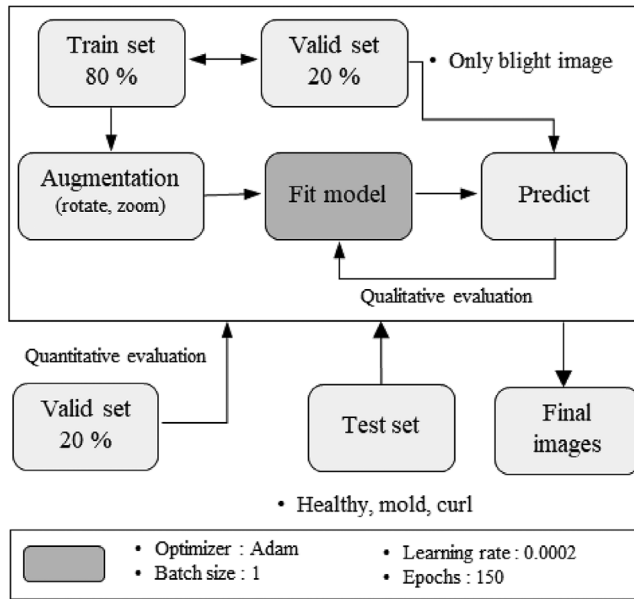 Train set
80 %
Valid set
20 %
• Only blight image
Augmentation
(rotate, zoom)
Fit model
Predict
Qualitative evaluation
Quantitative evaluation
Valid set
20 %
Test set
Final
images
• Healthy, mold, curl
• Optimizer : Adam
• Batch size : 1
• Learning rate : 0.0002
• Epochs : 150